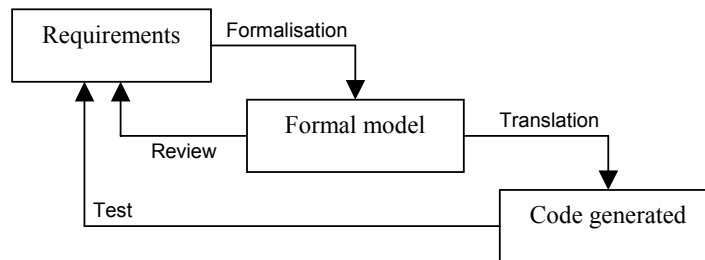 Requirements
Formalisation
Formal model
Translation
Review
Test
Code generated